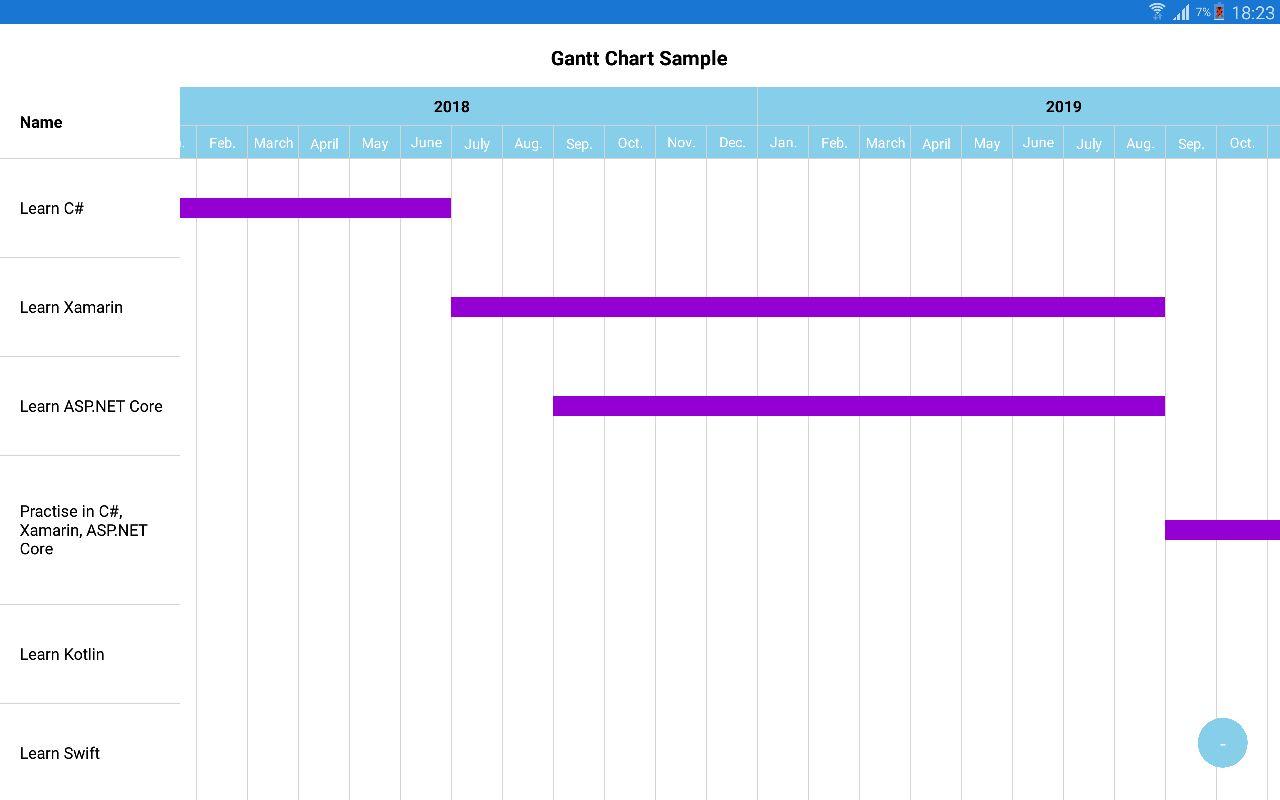 7% 18:23
Gantt Chart Sample
Name
2018 2019
Feb. March April May June July Aug. Sep. Oct. Nov. Dec. Jan. Feb. March April May June July Aug. Sep. Oct.
Learn C#
Learn Xamarin
Learn ASP.NET Core
Practise in C#,
Xamarin, ASP.NET
Core
Learn Kotlin
Learn Swift
-